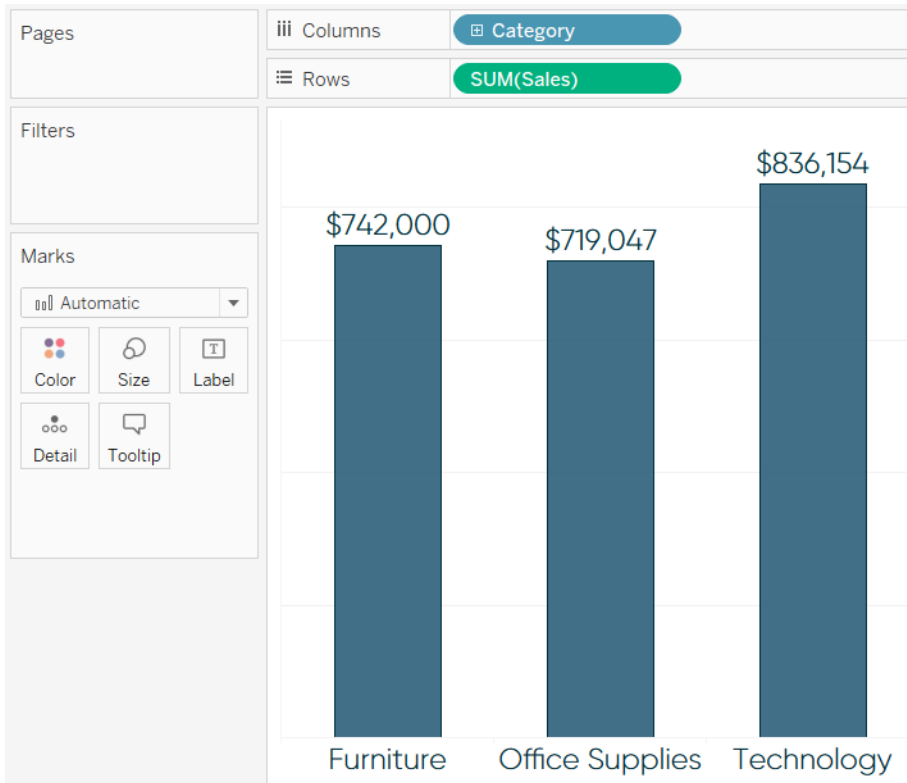 Pages
Columns
Category
Rows
SUM(Sales)
Filters
Marks
Automatic
Color
Size
T
Label
Detail
Tooltip
$742,000
$719,047
$836,154
Furniture
Office Supplies
Technology